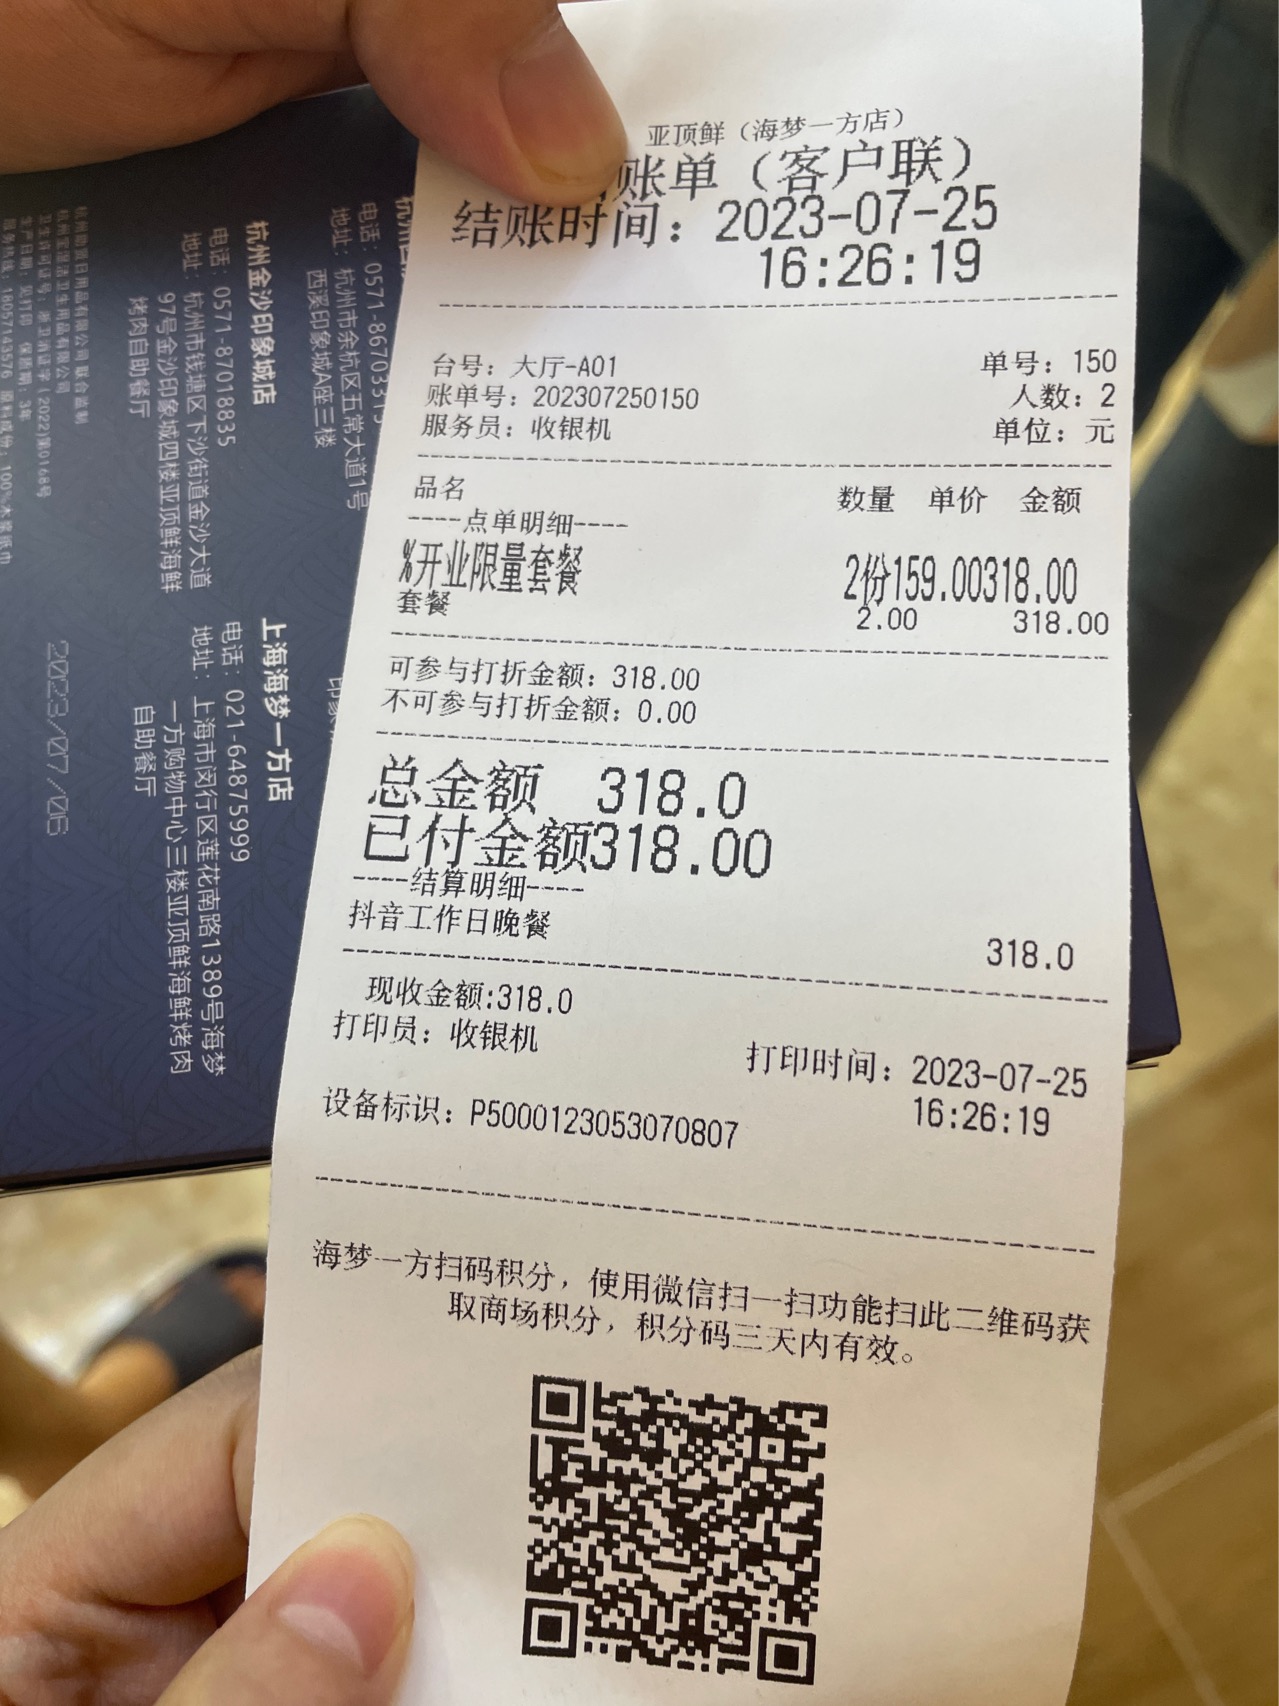 亚顶鲜（海梦一方店）
账单（客户联）
结账时间：2023-07-25
16:26:19
台号：大厅-A01
单号：150
账单号：202307250150
人数：2
服务员：收银机
单位：元
品名 数量 单价 金额
----点单明细----
%开业限量套餐 2份159.00318.00
套餐 2.00 318.00
可参与打折金额：318.00
不可参与打折金额：0.00
总金额 318.0
已付金额318.00
----结算明细----
抖音工作日晚餐
318.0
现收金额:318.0
打印员：收银机
打印时间：2023-07-25
16:26:19
设备标识：P5000123053070807
海梦一方扫码积分，使用微信扫一扫功能扫此二维码获
取商场积分，积分码三天内有效。
电话：0571-867033
地址：杭州市余杭区五常大道1号
西溪印象城A座三楼
杭州金沙印象城店
电话：0571-87018835
地址：杭州市钱塘区下沙街道金沙大道
97号金沙印象城四楼亚顶鲜海鲜
烤肉自助餐厅
上海海梦一方店
电话：021-64875999
地址：上海市闵行区莲花南路1389号海梦
一方购物中心三楼亚顶鲜海鲜烤肉
自助餐厅
2023/07/06